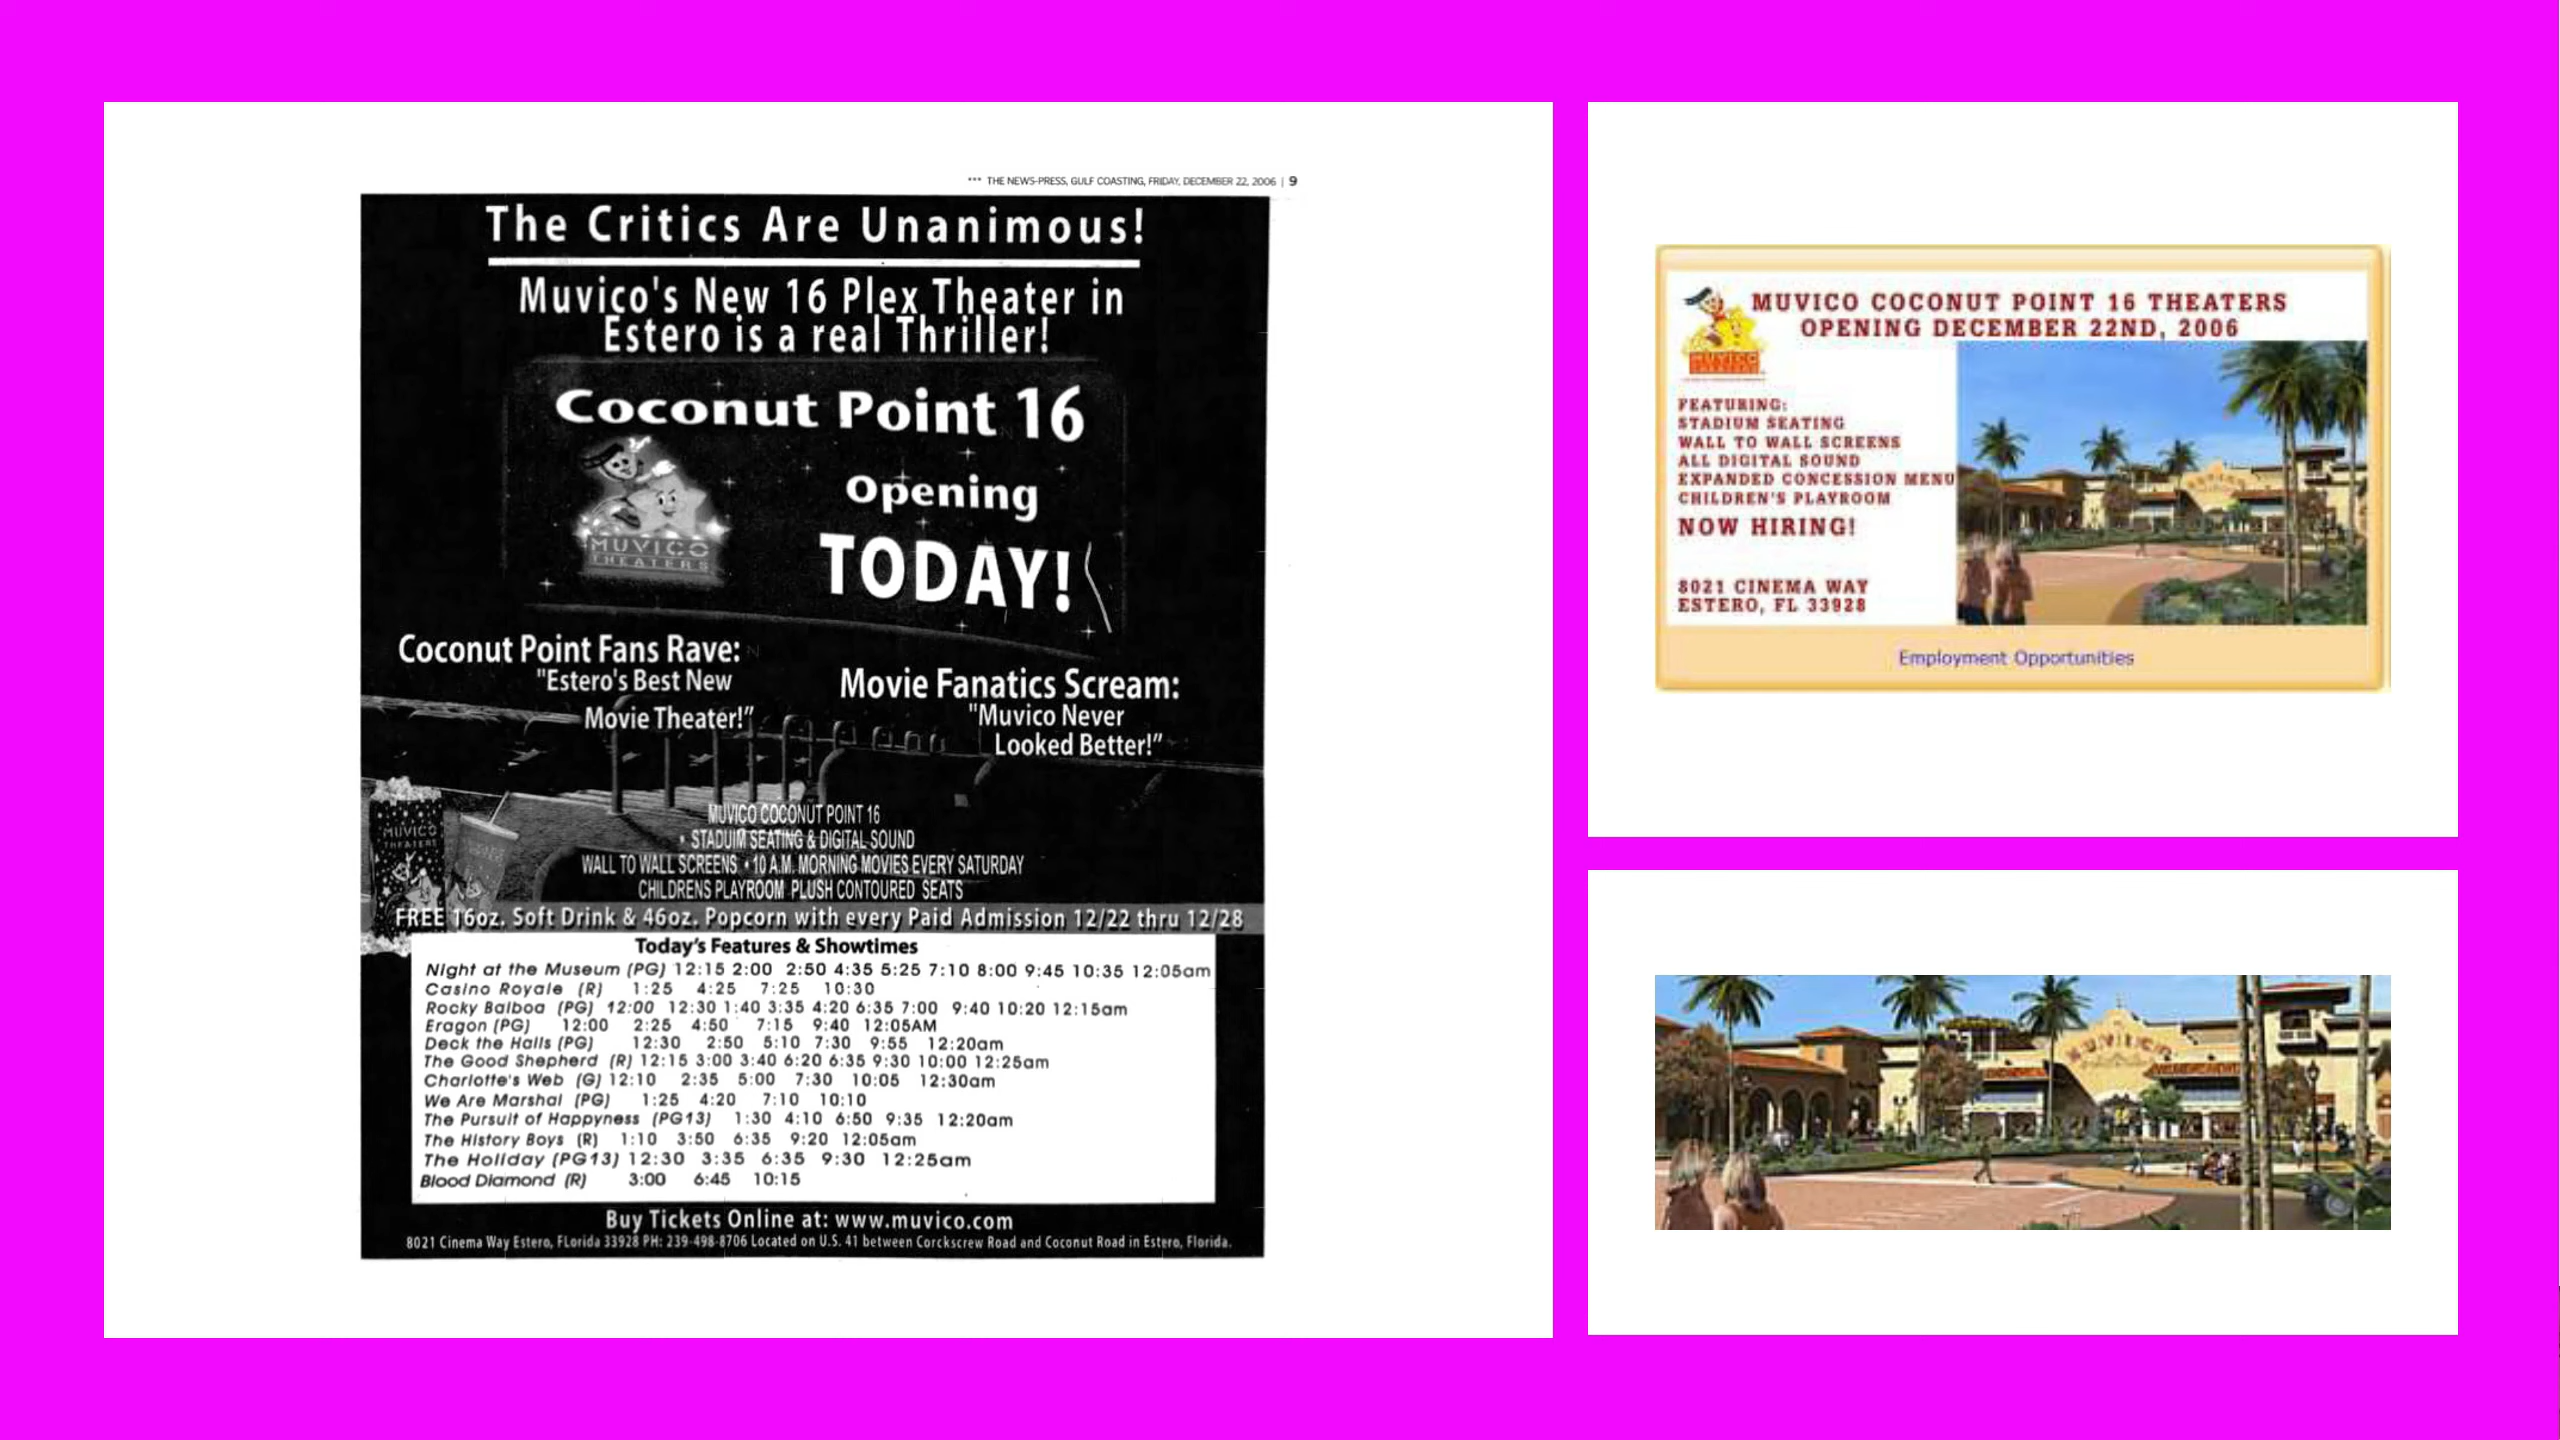 *** THE NEWS-PRESS, GULF COASTING, FRIDAY, DECEMBER 22, 2006 | 9
The Critics Are Unanimous!
Muvico's New 16 Plex Theater in
Estero is a real Thriller!
Coconut Point 16
Opening
TODAY!
MUVICO
THEATERS
Coconut Point Fans Rave:
"Estero's Best New
Movie Theater!"
Movie Fanatics Scream:
"Muvico Never
Looked Better!"
MUVICO
THEATERS
MUVICO COCONUT POINT 16
• STADUIM SEATING & DIGITAL SOUND
WALL TO WALL SCREENS • 10 A.M. MORNING MOVIES EVERY SATURDAY
CHILDRENS PLAYROOM PLUSH CONTOURED SEATS
FREE 16oz. Soft Drink & 46oz. Popcorn with every Paid Admission 12/22 thru 12/28
Today's Features & Showtimes
Night at the Museum (PG) 12:15 2:00 2:50 4:35 5:25 7:10 8:00 9:45 10:35 12:05am
Casino Royale (R) 1:25 4:25 7:25 10:30
Rocky Balboa (PG) 12:00 12:30 1:40 3:35 4:20 6:35 7:00 9:40 10:20 12:15am
Eragon (PG) 12:00 2:25 4:50 7:15 9:40 12:05AM
Deck the Halls (PG) 12:30 2:50 5:10 7:30 9:55 12:20am
The Good Shepherd (R) 12:15 3:00 3:40 6:20 6:35 9:30 10:00 12:25am
Charlotte's Web (G) 12:10 2:35 5:00 7:30 10:05 12:30am
We Are Marshal (PG) 1:25 4:20 7:10 10:10
The Pursuit of Happyness (PG13) 1:30 4:10 6:50 9:35 12:20am
The History Boys (R) 1:10 3:50 6:35 9:20 12:05am
The Holiday (PG13) 12:30 3:35 6:35 9:30 12:25am
Blood Diamond (R) 3:00 6:45 10:15
Buy Tickets Online at: www.muvico.com
8021 Cinema Way Estero, FLorida 33928 PH: 239-498-8706 Located on U.S. 41 between Corckscrew Road and Coconut Road in Estero, Florida.
MUVICO COCONUT POINT 16 THEATERS
OPENING DECEMBER 22ND, 2006
MUVICO
THEATERS
FEATURING:
STADIUM SEATING
WALL TO WALL SCREENS
ALL DIGITAL SOUND
EXPANDED CONCESSION MENU
CHILDREN'S PLAYROOM
NOW HIRING!
8021 CINEMA WAY
ESTERO, FL 33928
Employment Opportunities
MUVICO